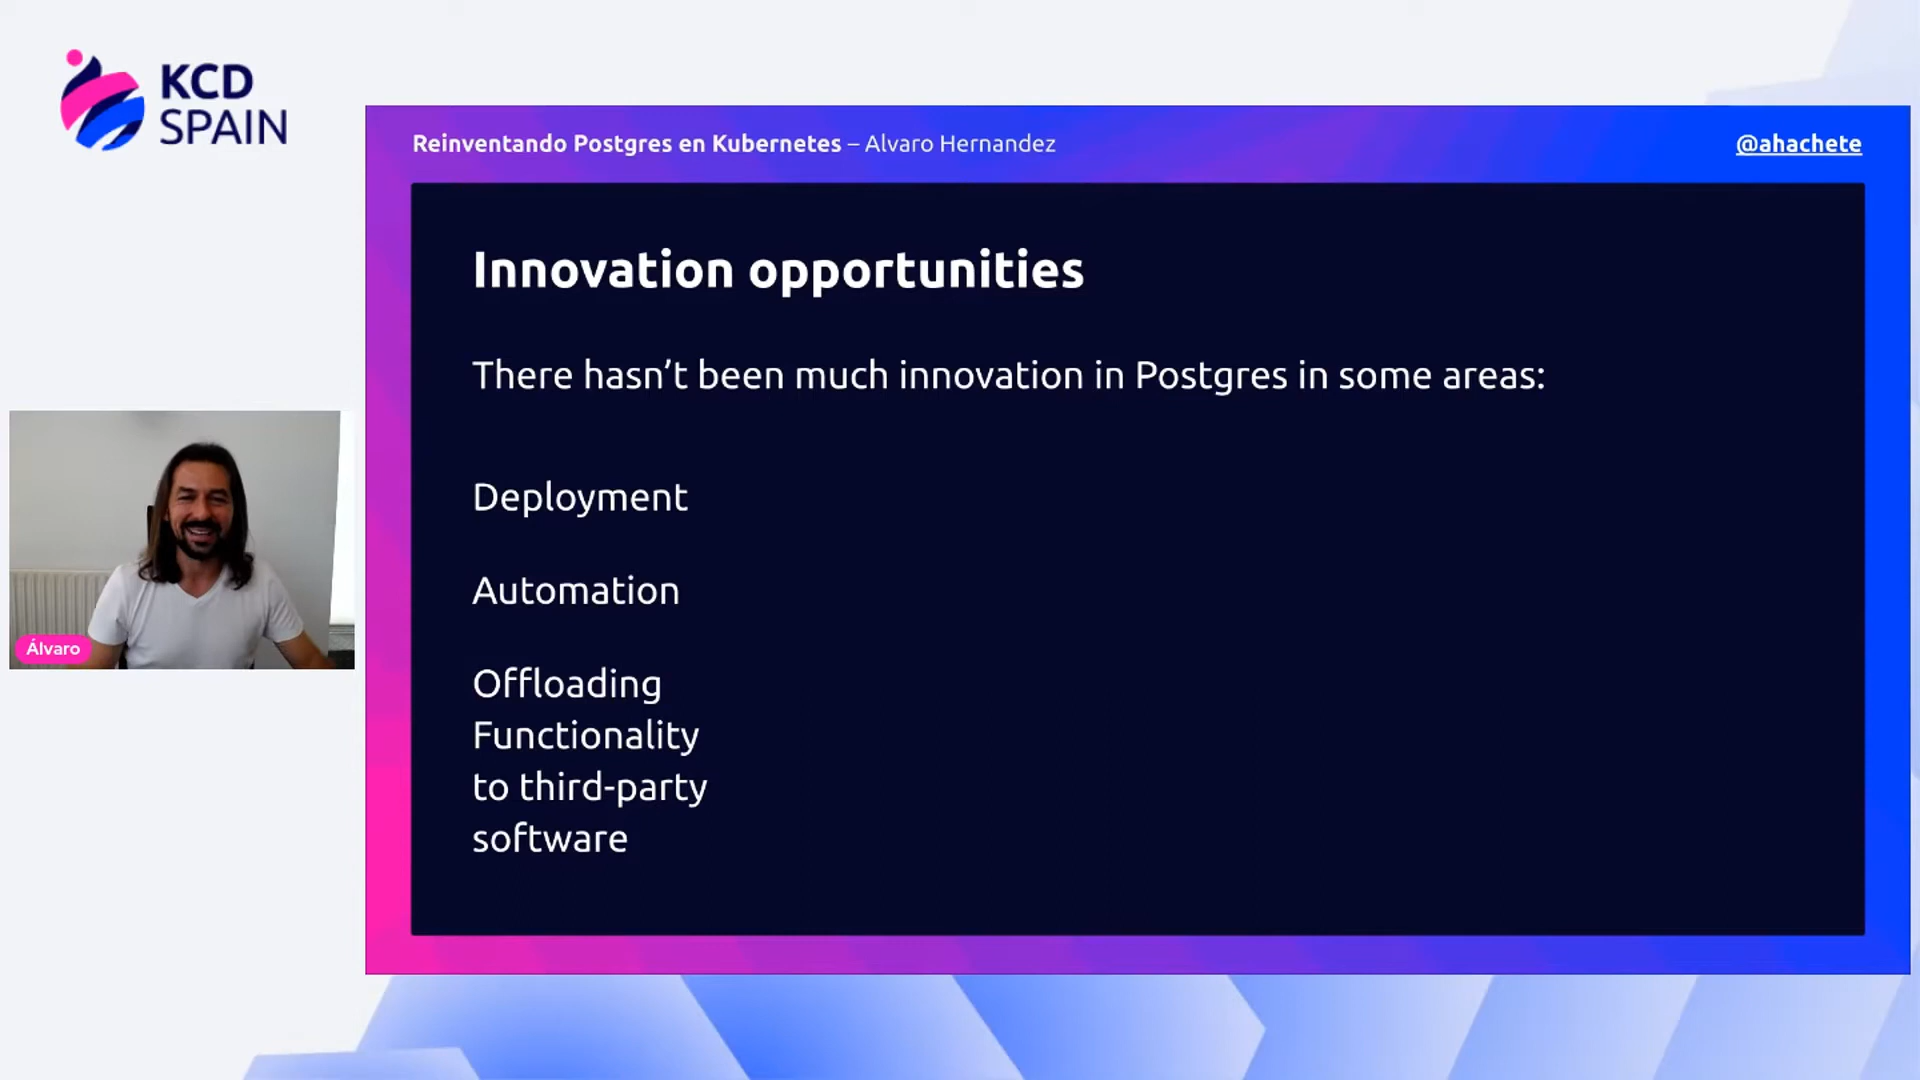 KCD
SPAIN
Reinventando Postgres en Kubernetes – Alvaro Hernandez
@ahachete
Innovation opportunities
There hasn’t been much innovation in Postgres in some areas:
Deployment
Automation
Offloading
Functionality
to third-party
software
Álvaro